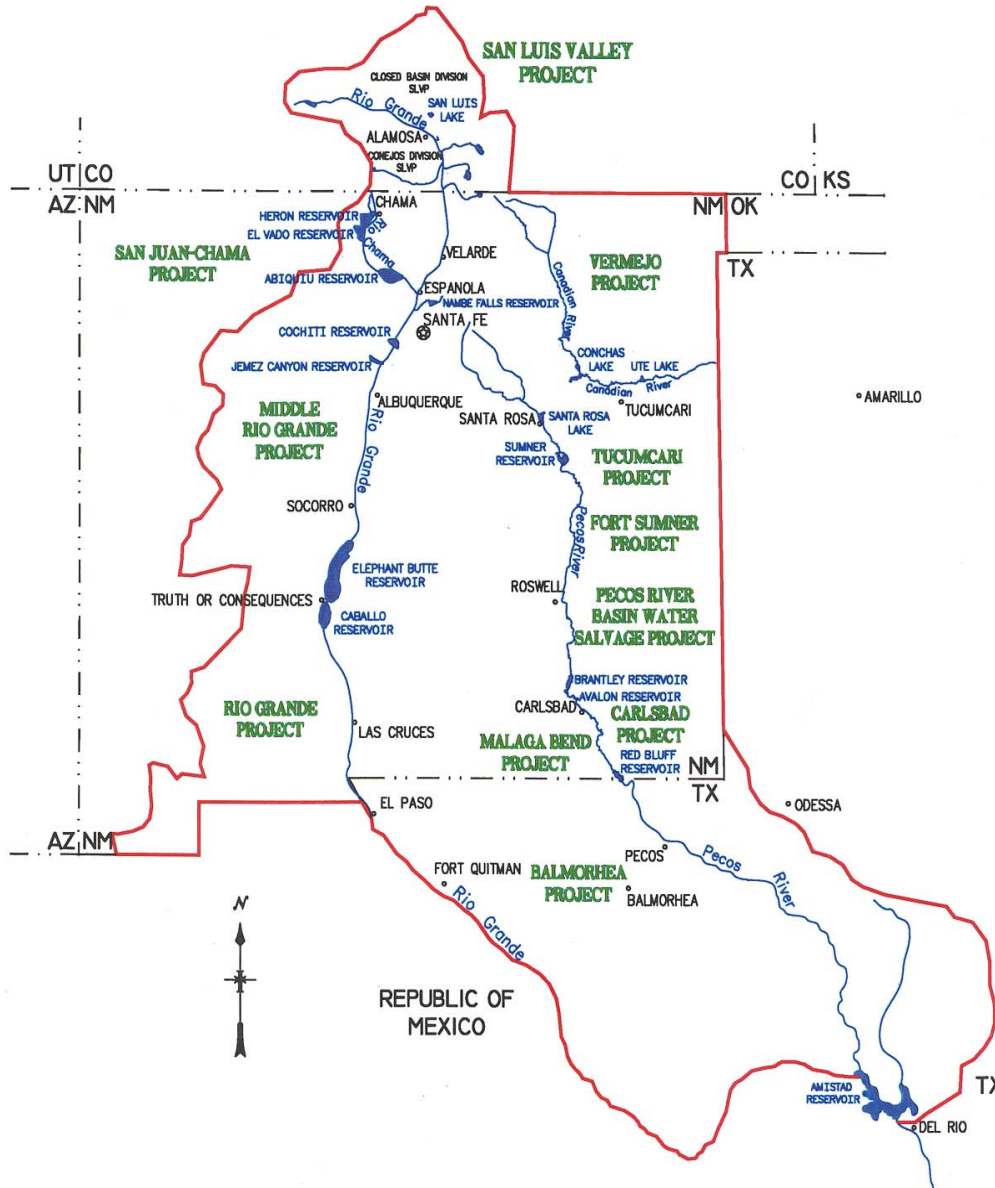 SAN LUIS VALLEY
PROJECT
CLOSED BASIN DIVISION
SLVP
Rio Grande
SAN LUIS
LAKE
ALAMOSA
CONEJOS DIVISION
SLVP
UT CO
CO KS
AZ NM
NM OK
CHAMA
HERON RESERVOIR
Rio Chama
EL VADO RESERVOIR
SAN JUAN-CHAMA
PROJECT
VELARDE
VERMEJO
PROJECT
TX
ABIQUIU RESERVOIR
ESPANOLA
NAMBE FALLS RESERVOIR
Canadian River
SANTA FE
COCHITI RESERVOIR
JEMEZ CANYON RESERVOIR
CONCHAS
LAKE
UTE LAKE
Canadian River
ALBUQUERQUE
AMARILLO
MIDDLE
RIO GRANDE
PROJECT
Rio Grande
SANTA ROSA
SANTA ROSA
LAKE
TUCUMCARI
SUMNER
RESERVOIR
TUCUMCARI
PROJECT
SOCORRO
Pecos River
FORT SUMNER
PROJECT
ELEPHANT BUTTE
RESERVOIR
TRUTH OR CONSEQUENCES
ROSWELL
PECOS RIVER
BASIN WATER
SALVAGE PROJECT
CABALLO
RESERVOIR
BRANTLEY RESERVOIR
AVALON RESERVOIR
RIO GRANDE
PROJECT
LAS CRUCES
CARLSBAD
CARLSBAD
PROJECT
MALAGA BEND
PROJECT
RED BLUFF
RESERVOIR
NM
TX
EL PASO
ODESSA
AZ NM
PECOS
Pecos River
FORT QUITMAN
BALMORHEA
PROJECT
BALMORHEA
Rio Grande
N
REPUBLIC OF
MEXICO
AMISTAD
RESERVOIR
TX
DEL RIO